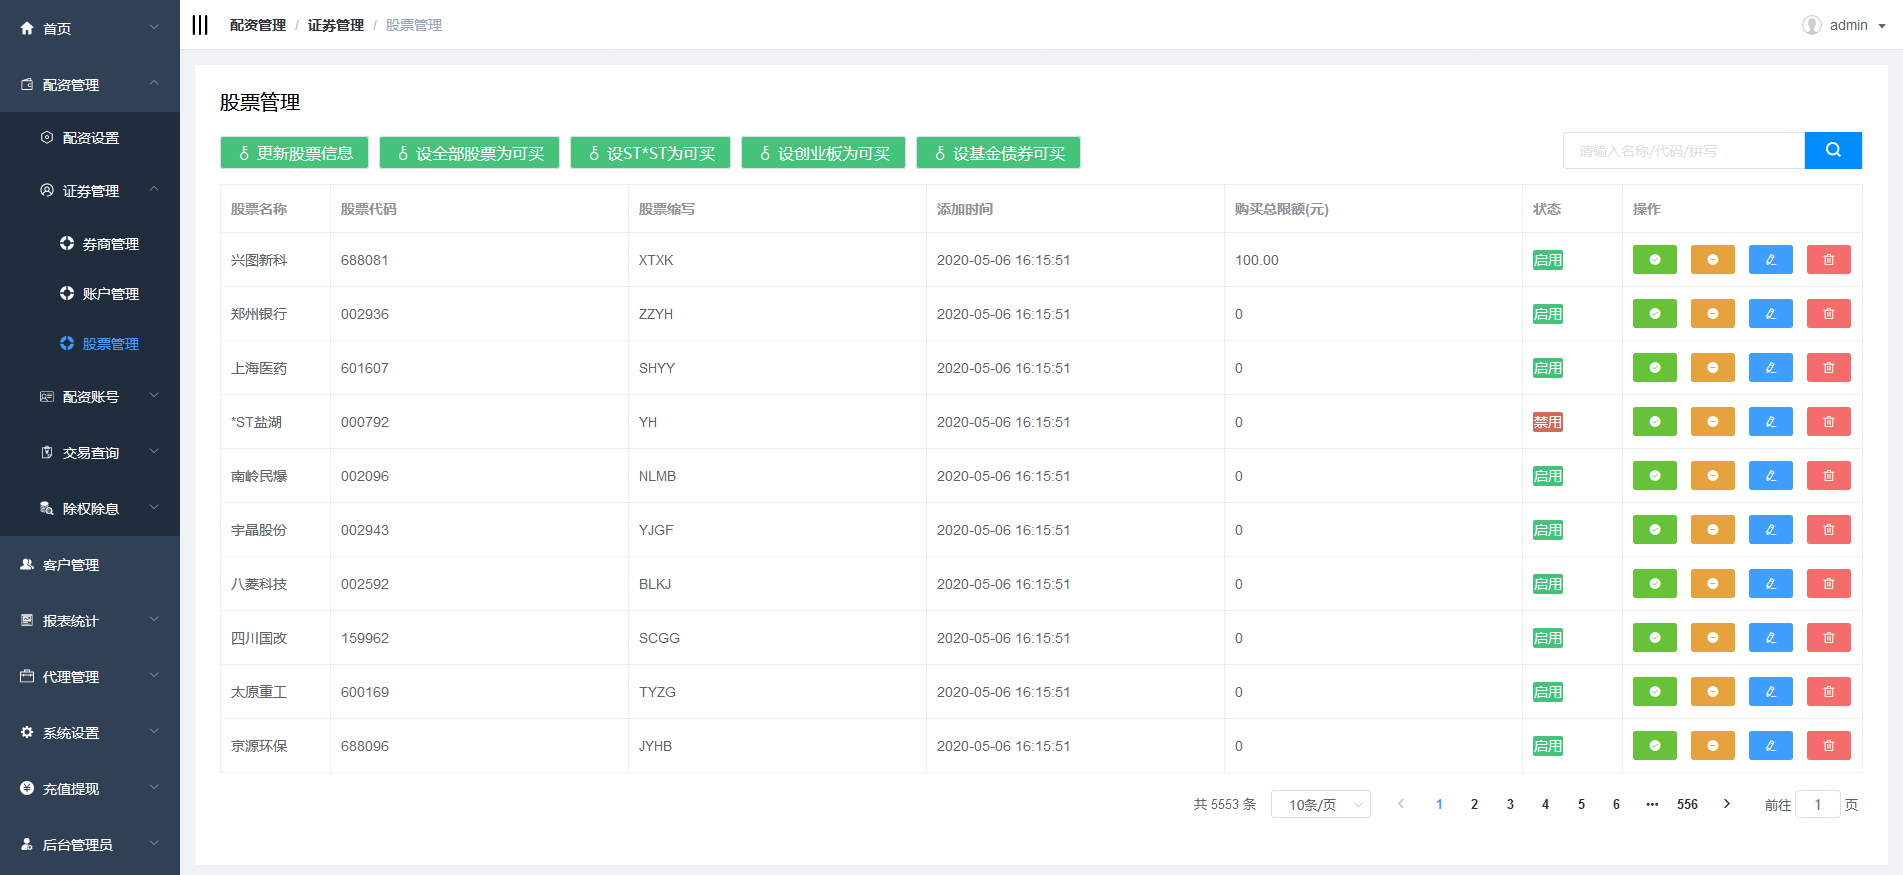 首页
配资管理
配资设置
证券管理
券商管理
账户管理
股票管理
配资账号
交易查询
除权除息
客户管理
报表统计
代理管理
系统设置
充值提现
后台管理员
配资管理 / 证券管理 / 股票管理
admin
股票管理
更新股票信息 设全部股票为可买 设ST*ST为可买 设创业板为可买 设基金债券可买
请输入名称/代码/拼写
股票名称 股票代码 股票缩写 添加时间 购买总限额(元) 状态 操作
兴图新科 688081 XTXK 2020-05-06 16:15:51 100.00 启用
郑州银行 002936 ZZYH 2020-05-06 16:15:51 0 启用
上海医药 601607 SHYY 2020-05-06 16:15:51 0 启用
*ST盐湖 000792 YH 2020-05-06 16:15:51 0 禁用
南岭民爆 002096 NLMB 2020-05-06 16:15:51 0 启用
宇晶股份 002943 YJGF 2020-05-06 16:15:51 0 启用
八菱科技 002592 BLKJ 2020-05-06 16:15:51 0 启用
四川国改 159962 SCGG 2020-05-06 16:15:51 0 启用
太原重工 600169 TYZG 2020-05-06 16:15:51 0 启用
京源环保 688096 JYHB 2020-05-06 16:15:51 0 启用
共 5553 条 10条/页 1 2 3 4 5 6 ••• 556 前往 1 页